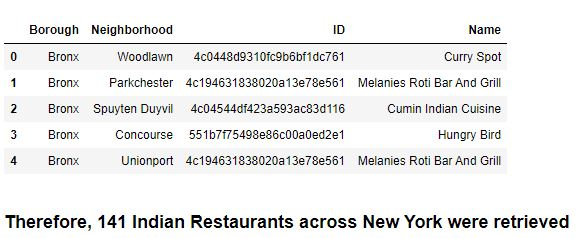 Borough Neighborhood ID Name
0 Bronx Woodlawn 4c0448d9310fc9b6bf1dc761 Curry Spot
1 Bronx Parkchester 4c194631838020a13e78e561 Melanies Roti Bar And Grill
2 Bronx Spuyten Duyvil 4c04544df423a593ac83d116 Cumin Indian Cuisine
3 Bronx Concourse 551b7f75498e86c00a0ed2e1 Hungry Bird
4 Bronx Unionport 4c194631838020a13e78e561 Melanies Roti Bar And Grill
Therefore, 141 Indian Restaurants across New York were retrieved